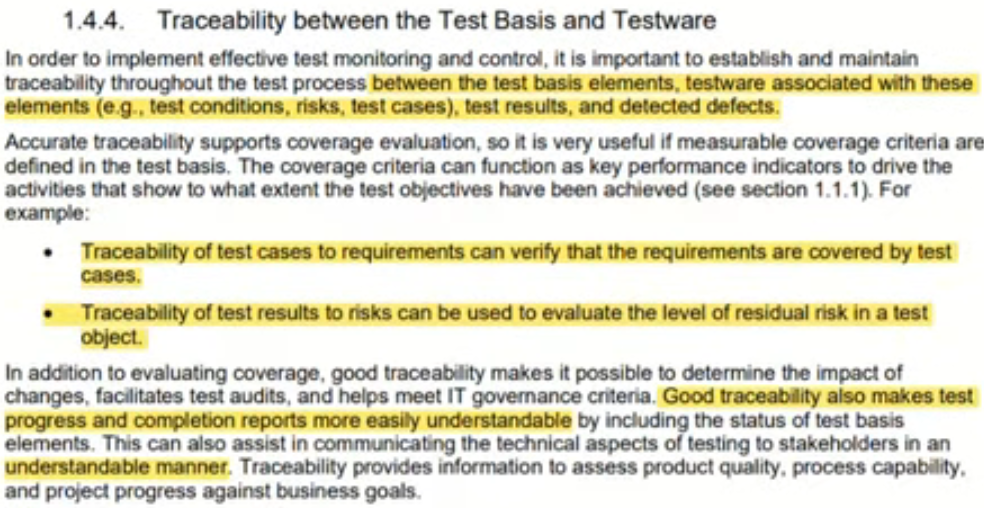 1.4.4. Traceability between the Test Basis and Testware
In order to implement effective test monitoring and control, it is important to establish and maintain
traceability throughout the test process between the test basis elements, testware associated with these
elements (e.g., test conditions, risks, test cases), test results, and detected defects.
Accurate traceability supports coverage evaluation, so it is very useful if measurable coverage criteria are
defined in the test basis. The coverage criteria can function as key performance indicators to drive the
activities that show to what extent the test objectives have been achieved (see section 1.1.1). For
example:
• Traceability of test cases to requirements can verify that the requirements are covered by test
cases.
• Traceability of test results to risks can be used to evaluate the level of residual risk in a test
object.
In addition to evaluating coverage, good traceability makes it possible to determine the impact of
changes, facilitates test audits, and helps meet IT governance criteria. Good traceability also makes test
progress and completion reports more easily understandable by including the status of test basis
elements. This can also assist in communicating the technical aspects of testing to stakeholders in an
understandable manner. Traceability provides information to assess product quality, process capability,
and project progress against business goals.